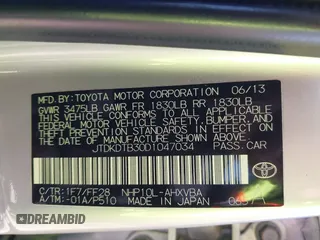 MFD. BY: TOYOTA MOTOR CORPORATION 06/13
GVWR 3475LB GAWR FR 1830LB RR 1830LB
THIS VEHICLE CONFORMS TO ALL APPLICABLE
FEDERAL MOTOR VEHICLE SAFETY, BUMPER, AND
THEFT PREVENTION STANDARDS IN EFFECT ON
THE DATE OF MANUFACTURE SHOWN ABOVE.
JTDKDTB30D1047034 PASS. CAR
C/TR: 1F7/FF28 NHP10L-AHXVBA
A/TM: -01A/P510 MADE IN JAPAN
TOYOTA
DREAMBID